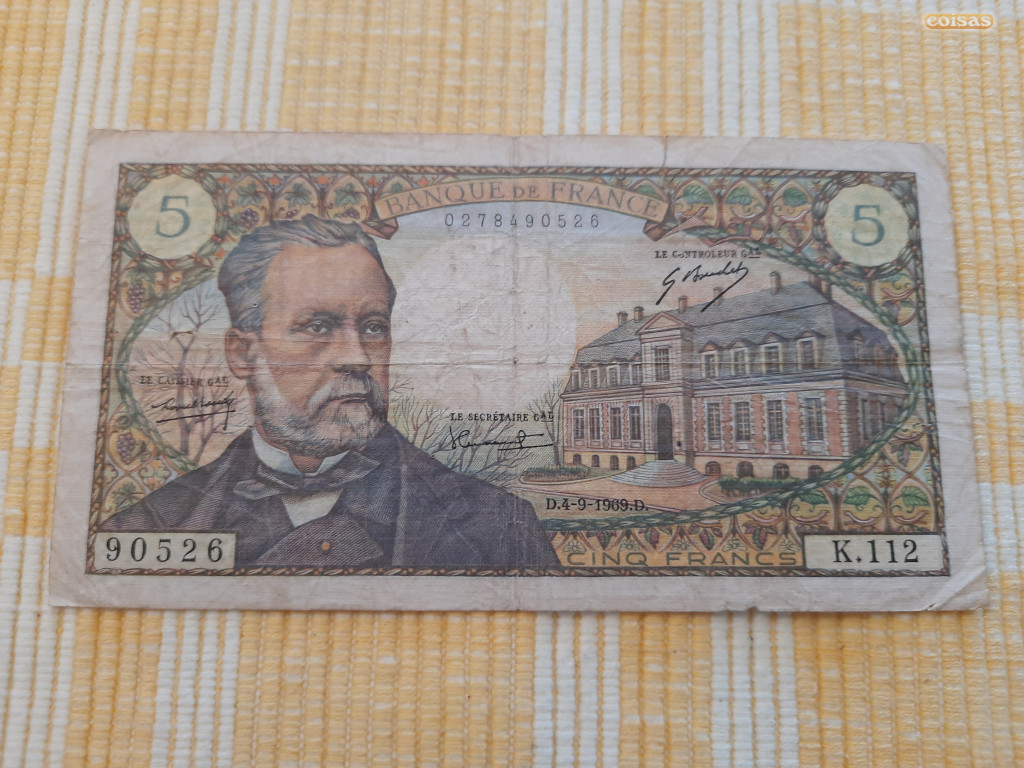 coisas
5
BANQUE DE FRANCE
5
0278490526
LE CONTROLEUR GAL
LE CAISSIER GAL
LE SECRÉTAIRE GAL
D.4-9-1969.D.
90526
CINQ FRANCS
K.112